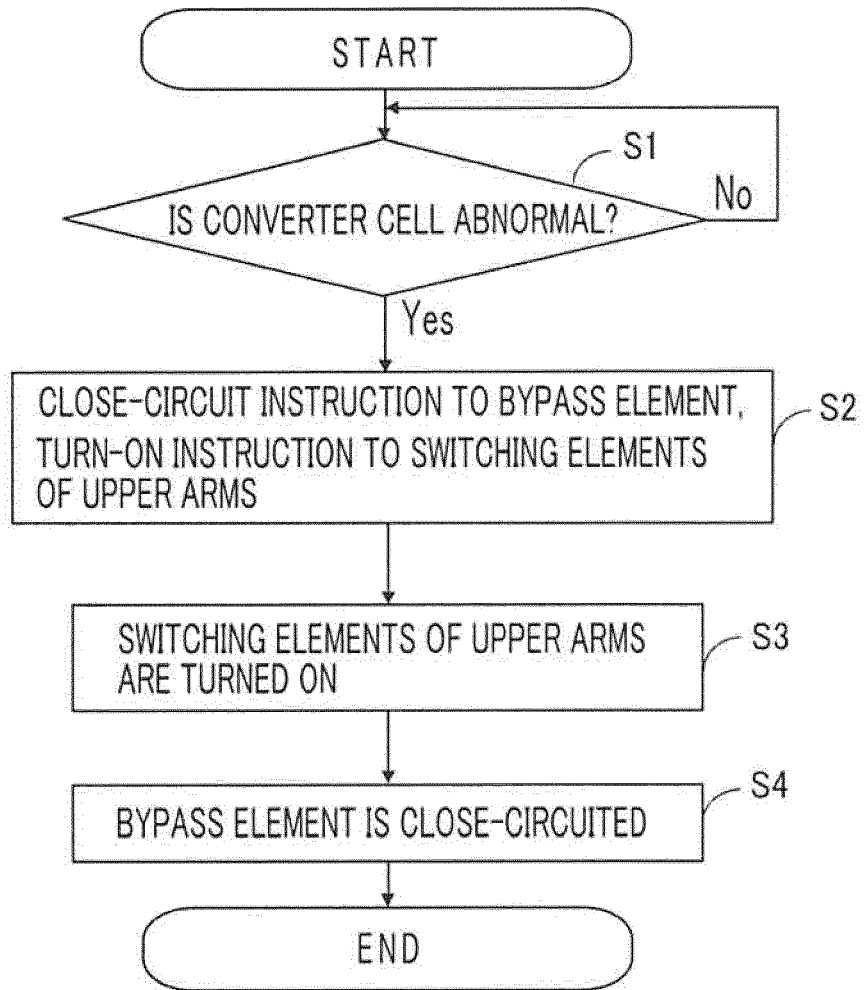 START
S1
IS CONVERTER CELL ABNORMAL?
No
Yes
CLOSE-CIRCUIT INSTRUCTION TO BYPASS ELEMENT,
TURN-ON INSTRUCTION TO SWITCHING ELEMENTS
OF UPPER ARMS
S2
SWITCHING ELEMENTS OF UPPER ARMS
ARE TURNED ON
S3
BYPASS ELEMENT IS CLOSE-CIRCUITED
S4
END